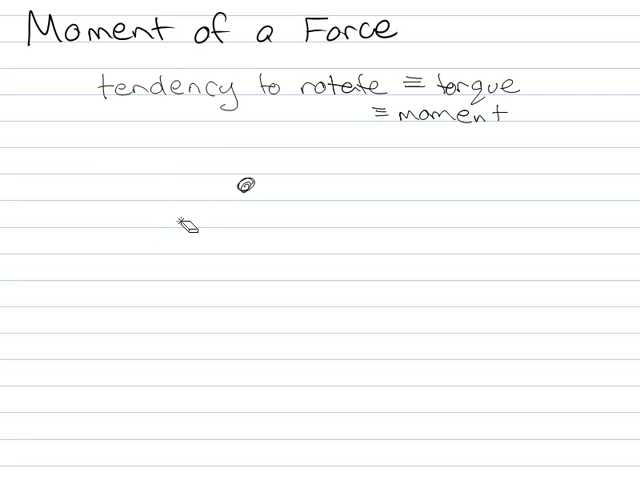 Moment of a Force
tendency to rotate ≡ torque
≡ moment